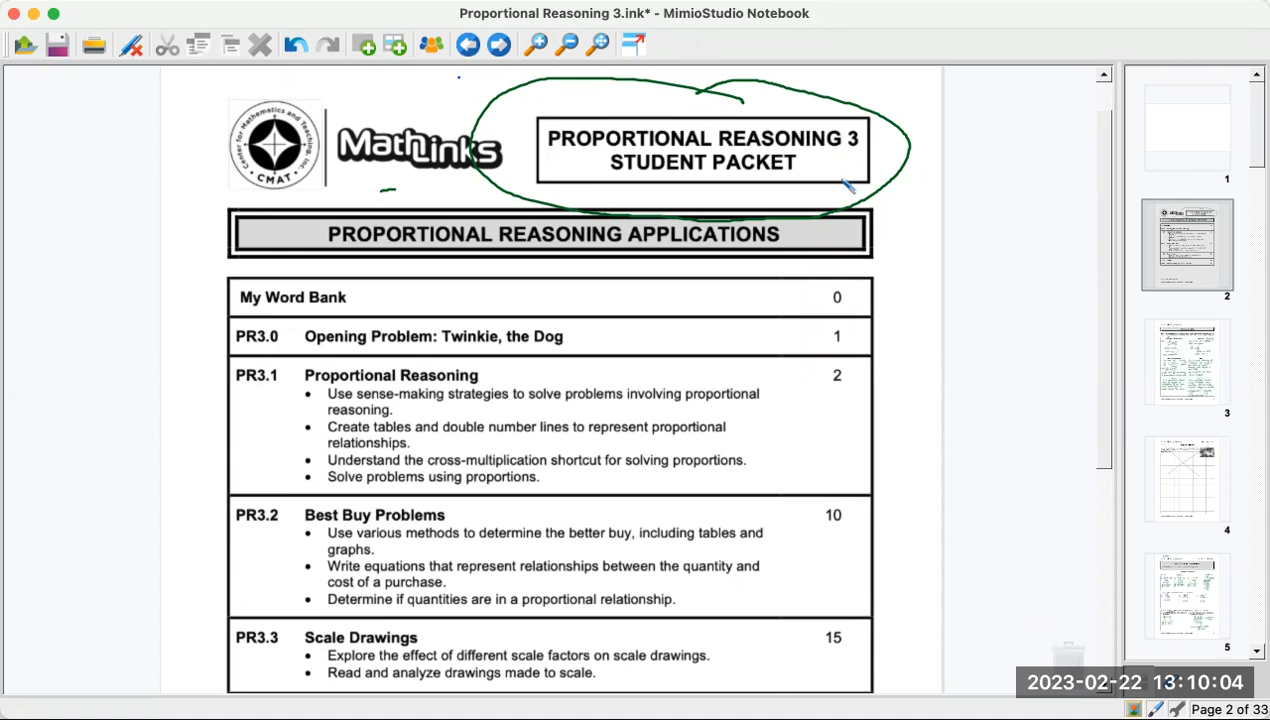 Proportional Reasoning 3.ink* - MimioStudio Notebook
Center for Mathematics and Teaching, Inc.
CMAT
MathLinks
PROPORTIONAL REASONING 3
STUDENT PACKET
PROPORTIONAL REASONING APPLICATIONS
My Word Bank 0
PR3.0 Opening Problem: Twinkie, the Dog 1
PR3.1 Proportional Reasoning 2
• Use sense-making strategies to solve problems involving proportional
reasoning.
• Create tables and double number lines to represent proportional
relationships.
• Understand the cross-multiplication shortcut for solving proportions.
• Solve problems using proportions.
PR3.2 Best Buy Problems 10
• Use various methods to determine the better buy, including tables and
graphs.
• Write equations that represent relationships between the quantity and
cost of a purchase.
• Determine if quantities are in a proportional relationship.
PR3.3 Scale Drawings 15
• Explore the effect of different scale factors on scale drawings.
• Read and analyze drawings made to scale.
1
2
3
4
5
2023-02-22 13:10:04
Page 2 of 33